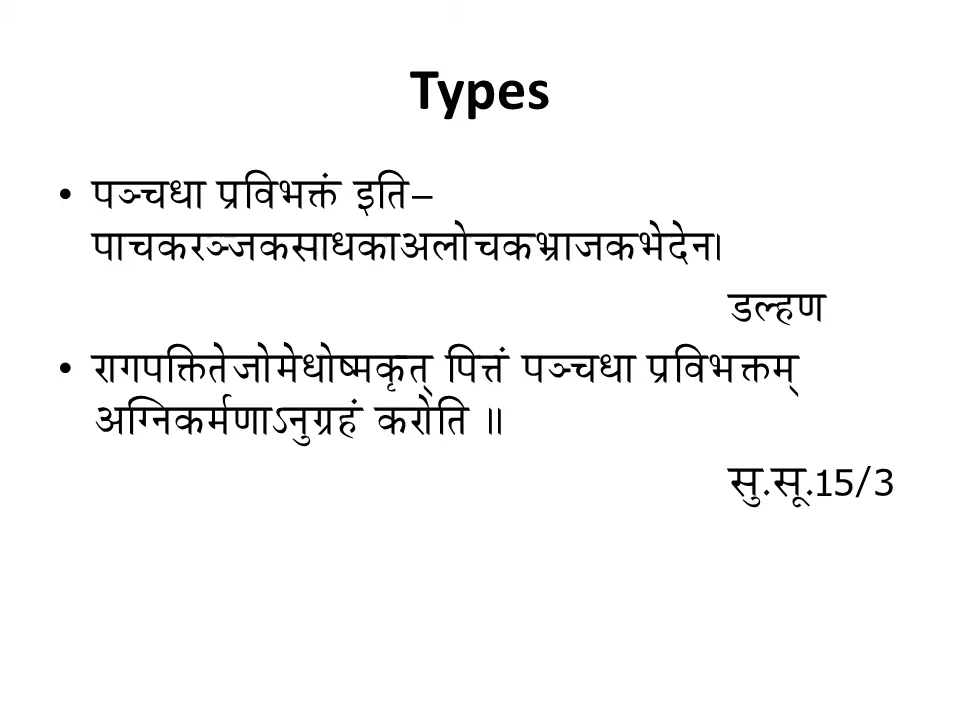 Types
• पञ्चधा प्रविभक्तं इति–
पाचकरञ्जकसाधकाअलोचकभ्राजकभेदेन।
डल्हण
• रागपक्तितेजोमेधोष्मकृत् पित्तं पञ्चधा प्रविभक्तम्
अग्निकर्मणाऽनुग्रहं करोति ॥
सु.सू.15/3